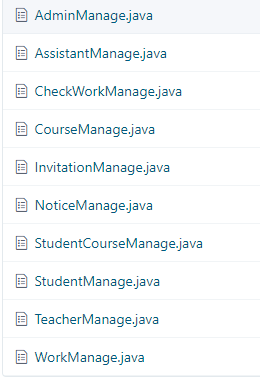 AdminManage.java
AssistantManage.java
CheckWorkManage.java
CourseManage.java
InvitationManage.java
NoticeManage.java
StudentCourseManage.java
StudentManage.java
TeacherManage.java
WorkManage.java